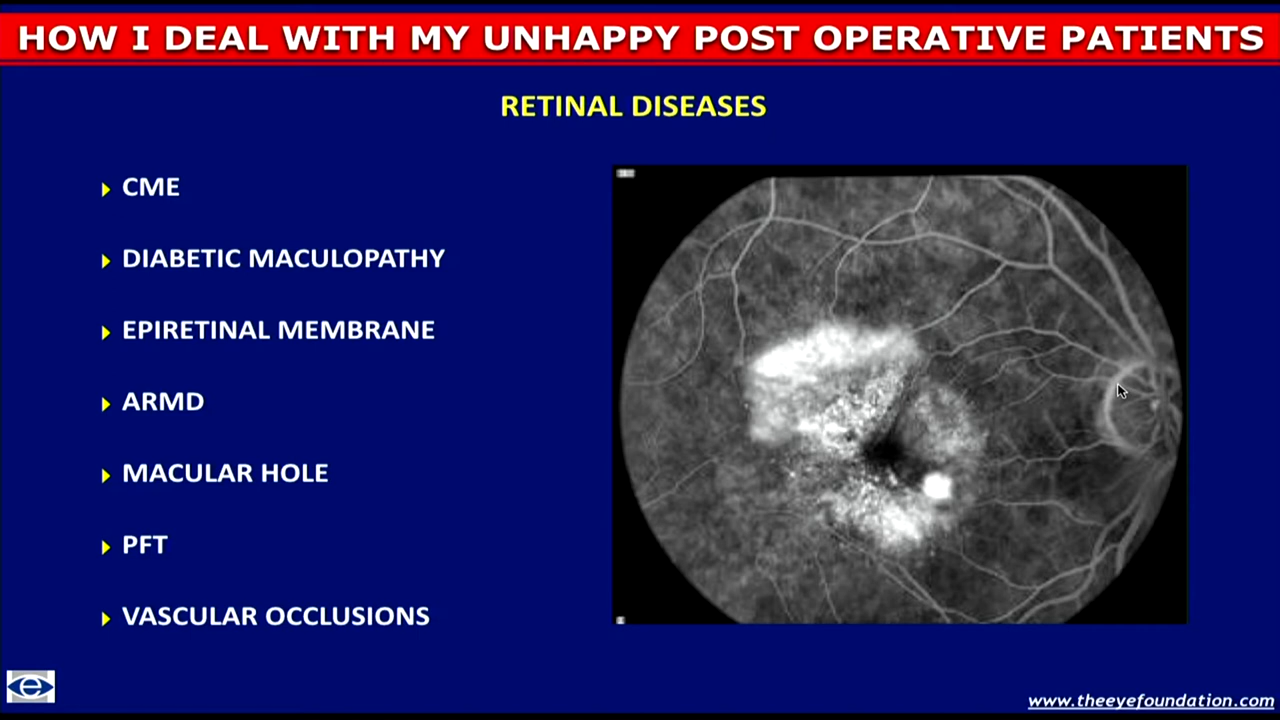 HOW I DEAL WITH MY UNHAPPY POST OPERATIVE PATIENTS
RETINAL DISEASES
CME
DIABETIC MACULOPATHY
EPIRETINAL MEMBRANE
ARMD
MACULAR HOLE
PFT
VASCULAR OCCLUSIONS
e
www.theeyefoundation.com